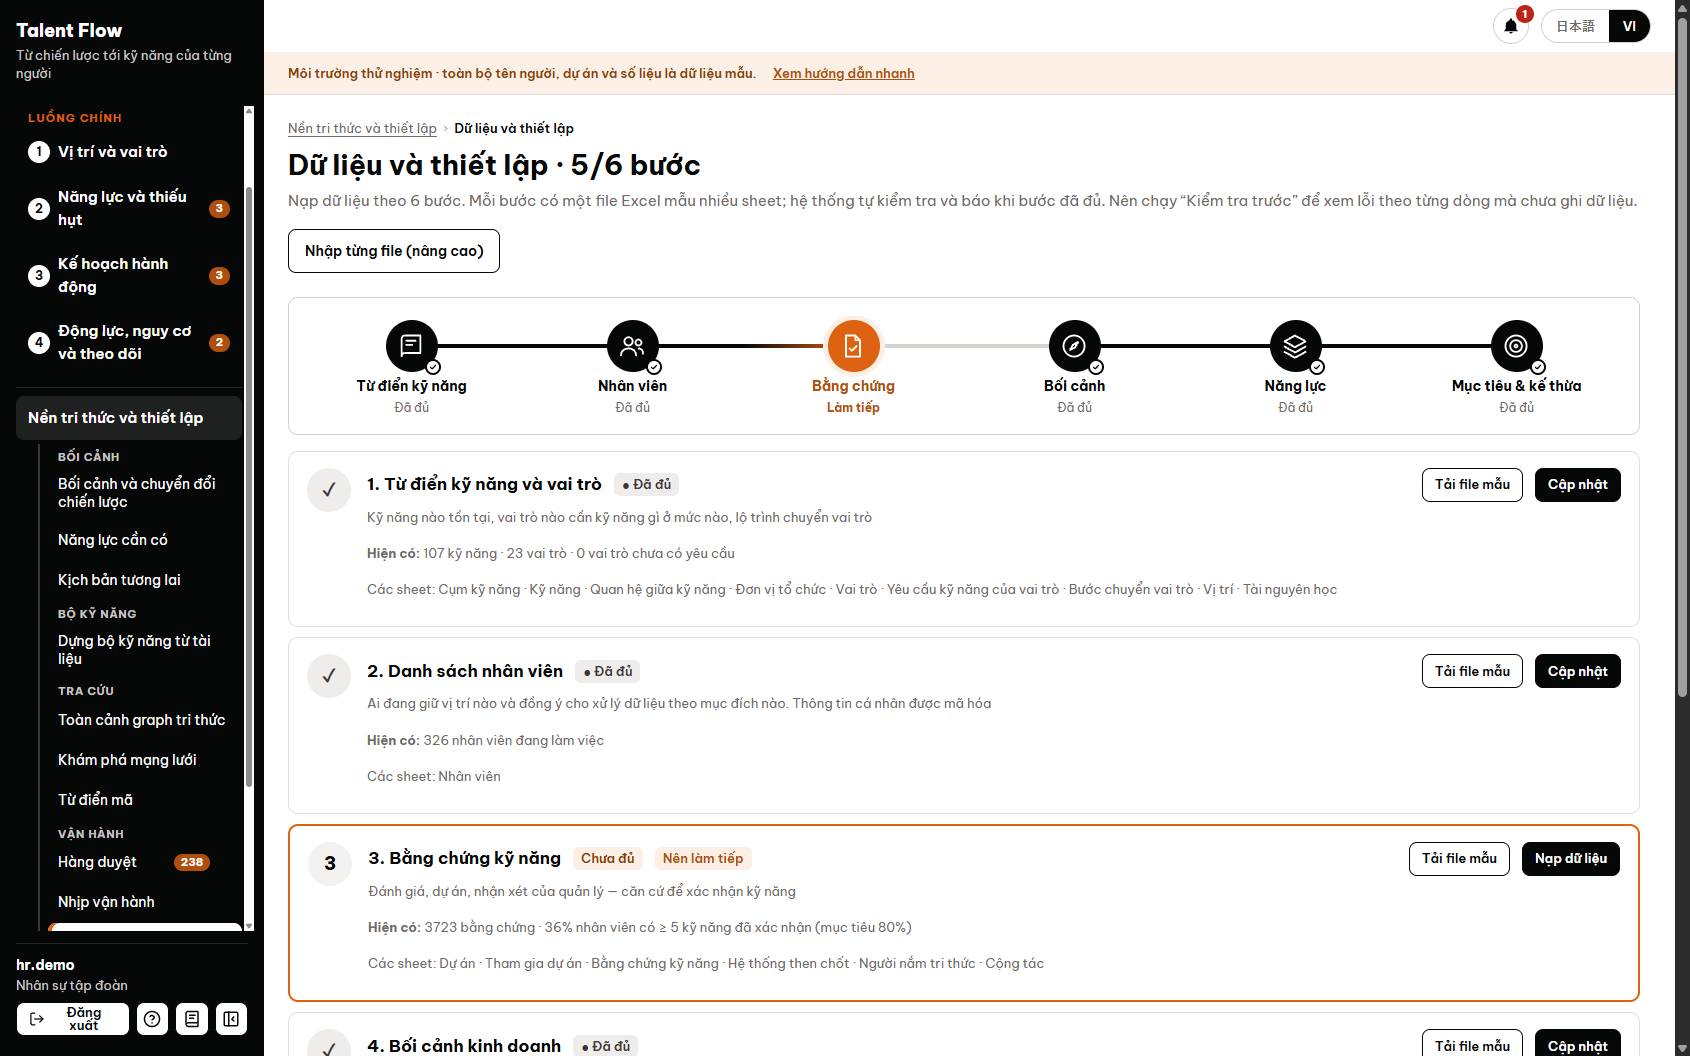 Talent Flow
Từ chiến lược tới kỹ năng của từng
người
LUỒNG CHÍNH
1 Vị trí và vai trò
2 Năng lực và thiếu
hụt
3
3 Kế hoạch hành
động
3
4 Động lực, nguy cơ
và theo dõi
2
Nền tri thức và thiết lập
BỐI CẢNH
Bối cảnh và chuyển đổi
chiến lược
Năng lực cần có
Kịch bản tương lai
BỘ KỸ NĂNG
Dựng bộ kỹ năng từ tài
liệu
TRA CỨU
Toàn cảnh graph tri thức
Khám phá mạng lưới
Từ điển mã
VẬN HÀNH
Hàng duyệt 238
Nhịp vận hành
hr.demo
Nhân sự tập đoàn
Đăng
xuất
1
日本語 VI
Môi trường thử nghiệm · toàn bộ tên người, dự án và số liệu là dữ liệu mẫu. Xem hướng dẫn nhanh
Nền tri thức và thiết lập › Dữ liệu và thiết lập
Dữ liệu và thiết lập · 5/6 bước
Nạp dữ liệu theo 6 bước. Mỗi bước có một file Excel mẫu nhiều sheet; hệ thống tự kiểm tra và báo khi bước đã đủ. Nên chạy “Kiểm tra trước” để xem lỗi theo từng dòng mà chưa ghi dữ liệu.
Nhập từng file (nâng cao)
Từ điển kỹ năng
Đã đủ
Nhân viên
Đã đủ
Bằng chứng
Làm tiếp
Bối cảnh
Đã đủ
Năng lực
Đã đủ
Mục tiêu & kế thừa
Đã đủ
1. Từ điển kỹ năng và vai trò ● Đã đủ
Tải file mẫu Cập nhật
Kỹ năng nào tồn tại, vai trò nào cần kỹ năng gì ở mức nào, lộ trình chuyển vai trò
Hiện có: 107 kỹ năng · 23 vai trò · 0 vai trò chưa có yêu cầu
Các sheet: Cụm kỹ năng · Kỹ năng · Quan hệ giữa kỹ năng · Đơn vị tổ chức · Vai trò · Yêu cầu kỹ năng của vai trò · Bước chuyển vai trò · Vị trí · Tài nguyên học
2. Danh sách nhân viên ● Đã đủ
Tải file mẫu Cập nhật
Ai đang giữ vị trí nào và đồng ý cho xử lý dữ liệu theo mục đích nào. Thông tin cá nhân được mã hóa
Hiện có: 326 nhân viên đang làm việc
Các sheet: Nhân viên
3 3. Bằng chứng kỹ năng Chưa đủ Nên làm tiếp
Tải file mẫu Nạp dữ liệu
Đánh giá, dự án, nhận xét của quản lý — căn cứ để xác nhận kỹ năng
Hiện có: 3723 bằng chứng · 36% nhân viên có ≥ 5 kỹ năng đã xác nhận (mục tiêu 80%)
Các sheet: Dự án · Tham gia dự án · Bằng chứng kỹ năng · Hệ thống then chốt · Người nắm tri thức · Cộng tác
4. Bối cảnh kinh doanh ● Đã đủ
Tải file mẫu Cập nhật